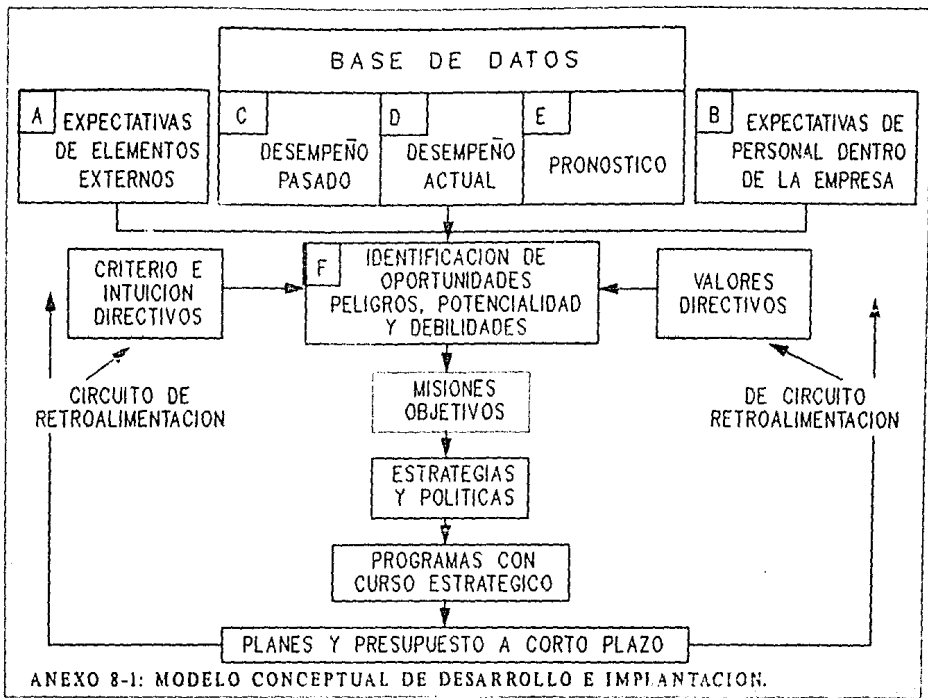 BASE DE DATOS
A
EXPECTATIVAS
DE ELEMENTOS
EXTERNOS
C
DESEMPEÑO
PASADO
D
DESEMPEÑO
ACTUAL
E
PRONOSTICO
B
EXPECTATIVAS DE
PERSONAL DENTRO
DE LA EMPRESA
CRITERIO E
INTUICION
DIRECTIVOS
F
IDENTIFICACION DE
OPORTUNIDADES
PELIGROS, POTENCIALIDAD
Y DEBILIDADES
VALORES
DIRECTIVOS
CIRCUITO DE
RETROALIMENTACION
MISIONES
OBJETIVOS
DE CIRCUITO
RETROALIMENTACION
ESTRATEGIAS
Y POLITICAS
PROGRAMAS CON
CURSO ESTRATEGICO
PLANES Y PRESUPUESTO A CORTO PLAZO
ANEXO 8-1: MODELO CONCEPTUAL DE DESARROLLO E IMPLANTACION.